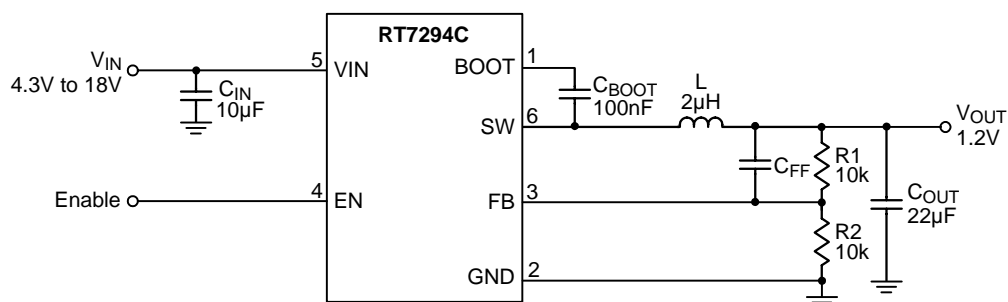 RT7294C
VIN
4.3V to 18V
5
VIN
CIN
10µF
Enable
4
EN
BOOT
1
CBOOT
100nF
SW
6
L
2µH
VOUT
1.2V
FB
3
CFF
R1
10k
R2
10k
COUT
22µF
GND
2